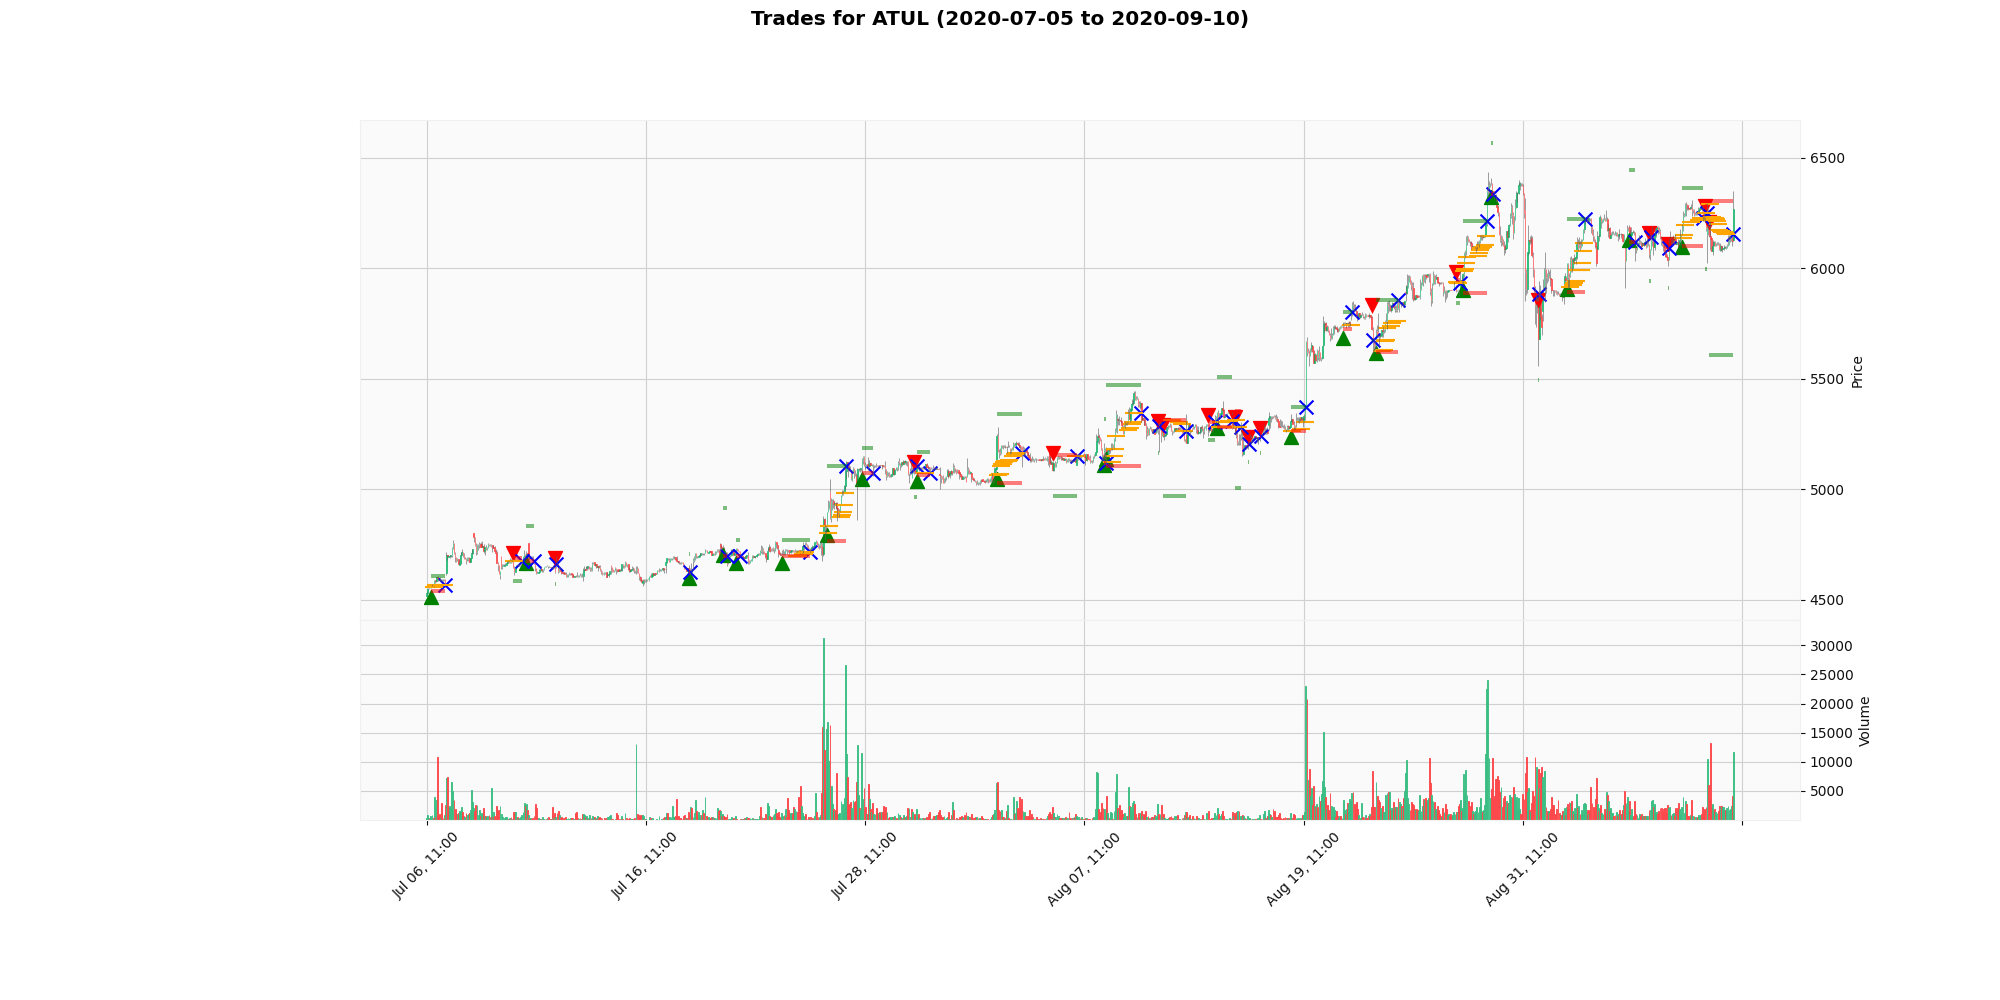 Trades for ATUL (2020-07-05 to 2020-09-10)
6500
6000
5500
5000
4500
Price
30000
25000
20000
15000
10000
5000
Volume
Jul 06, 11:00
Jul 16, 11:00
Jul 28, 11:00
Aug 07, 11:00
Aug 19, 11:00
Aug 31, 11:00